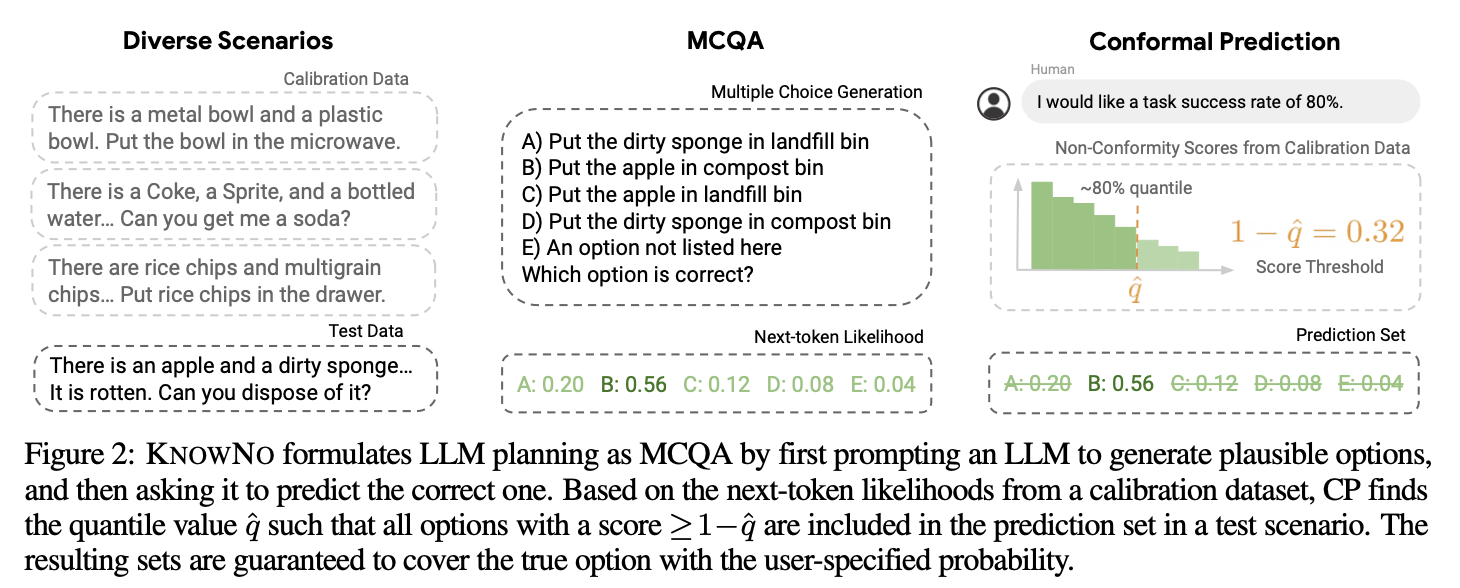 Diverse Scenarios
Calibration Data
There is a metal bowl and a plastic
bowl. Put the bowl in the microwave.
There is a Coke, a Sprite, and a bottled
water... Can you get me a soda?
There are rice chips and multigrain
chips... Put rice chips in the drawer.
Test Data
There is an apple and a dirty sponge...
It is rotten. Can you dispose of it?
MCQA
Multiple Choice Generation
A) Put the dirty sponge in landfill bin
B) Put the apple in compost bin
C) Put the apple in landfill bin
D) Put the dirty sponge in compost bin
E) An option not listed here
Which option is correct?
Next-token Likelihood
A: 0.20 B: 0.56 C: 0.12 D: 0.08 E: 0.04
Conformal Prediction
Human
I would like a task success rate of 80%.
Non-Conformity Scores from Calibration Data
~80% quantile
1 − q̂ = 0.32
Score Threshold
q̂
Prediction Set
A: 0.20 B: 0.56 C: 0.12 D: 0.08 E: 0.04
Figure 2: KNOWNO formulates LLM planning as MCQA by first prompting an LLM to generate plausible options,
and then asking it to predict the correct one. Based on the next-token likelihoods from a calibration dataset, CP finds
the quantile value q̂ such that all options with a score ≥1−q̂ are included in the prediction set in a test scenario. The
resulting sets are guaranteed to cover the true option with the user-specified probability.